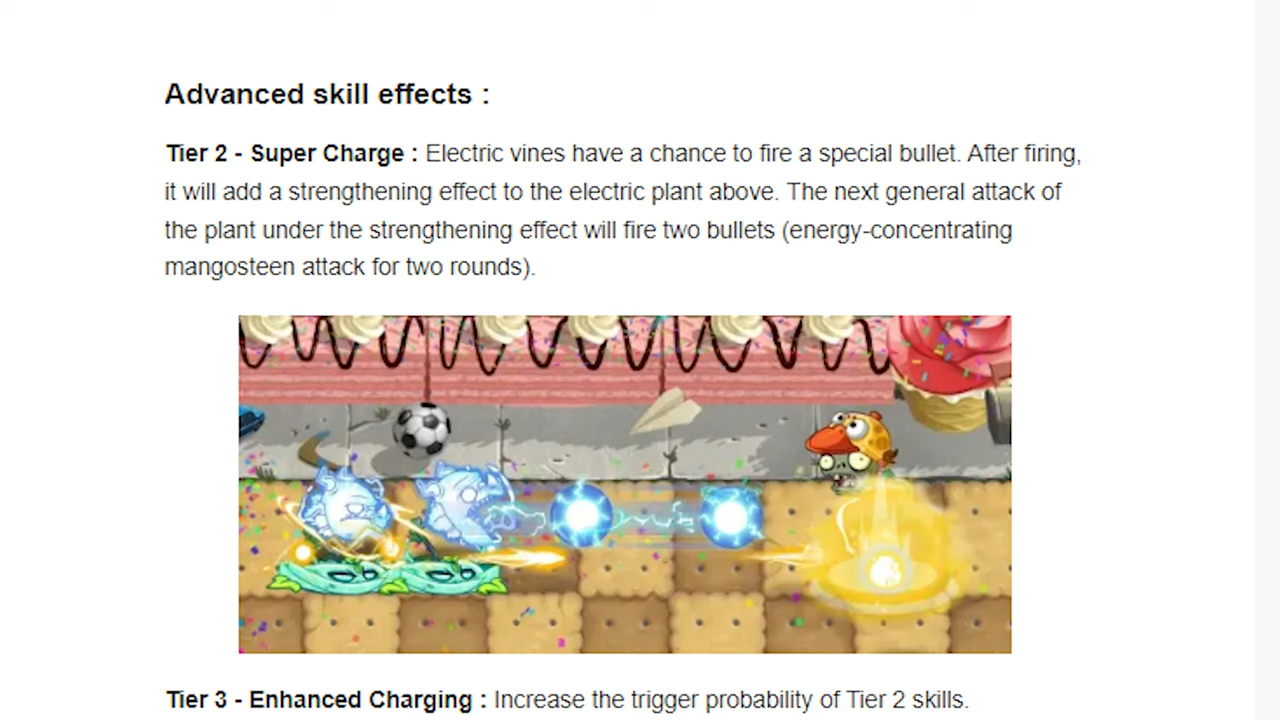 Advanced skill effects :
Tier 2 - Super Charge : Electric vines have a chance to fire a special bullet. After firing,
it will add a strengthening effect to the electric plant above. The next general attack of
the plant under the strengthening effect will fire two bullets (energy-concentrating
mangosteen attack for two rounds).
Tier 3 - Enhanced Charging : Increase the trigger probability of Tier 2 skills.